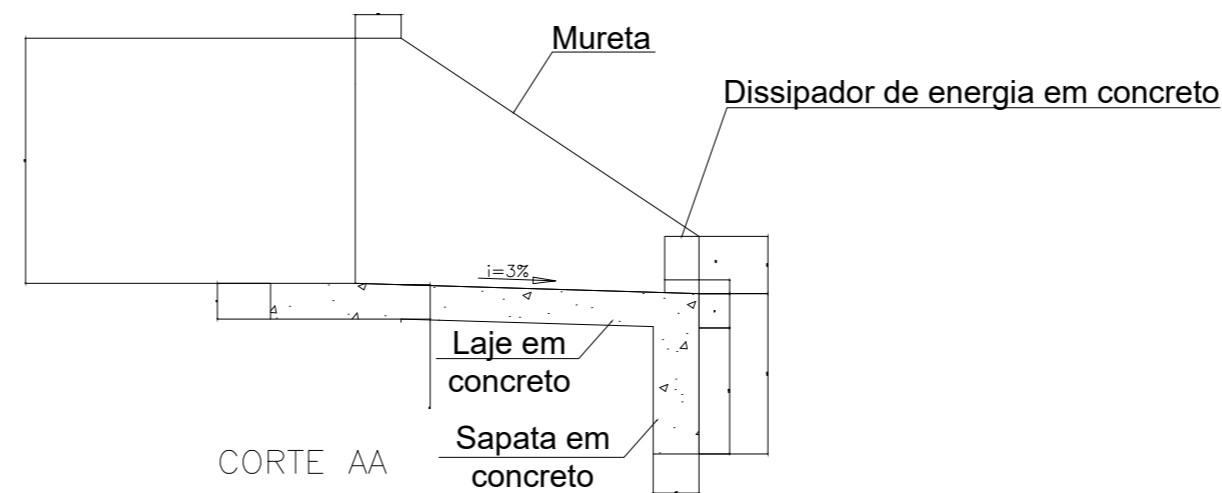 Mureta
Dissipador de energia em concreto
i=3%
Laje em
concreto
Sapata em
concreto
CORTE AA